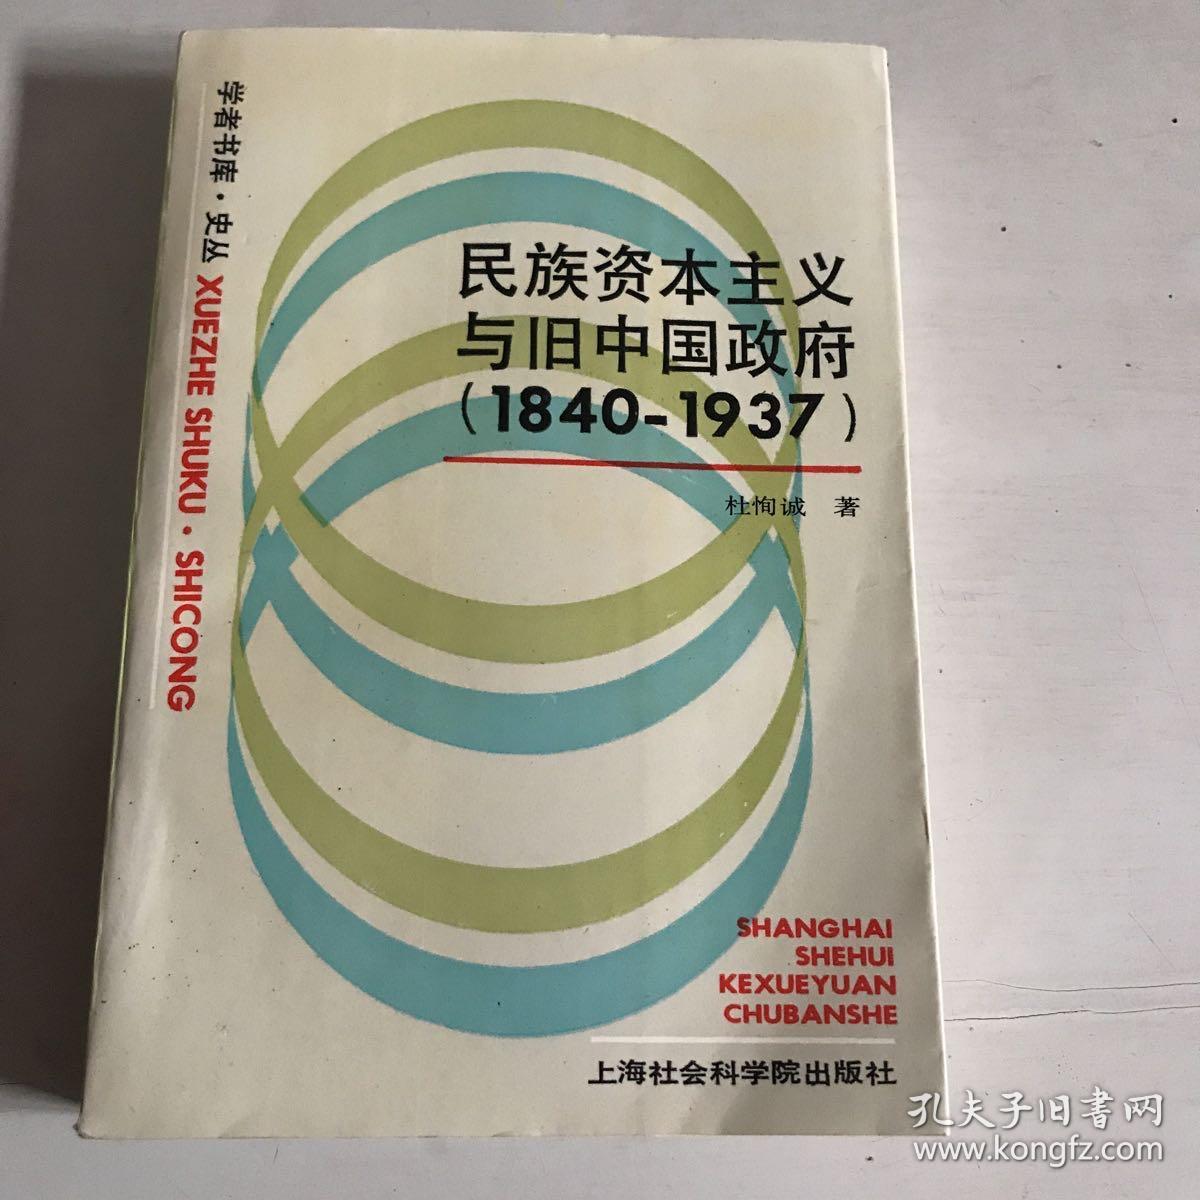 学者书库·史丛 XUEZHE SHUKU·SHICONG
民族资本主义
与旧中国政府
(1840-1937)
杜恂诚 著
SHANGHAI
SHEHUI
KEXUEYUAN
CHUBANSHE
上海社会科学院出版社
孔夫子旧書网
www.kongfz.com